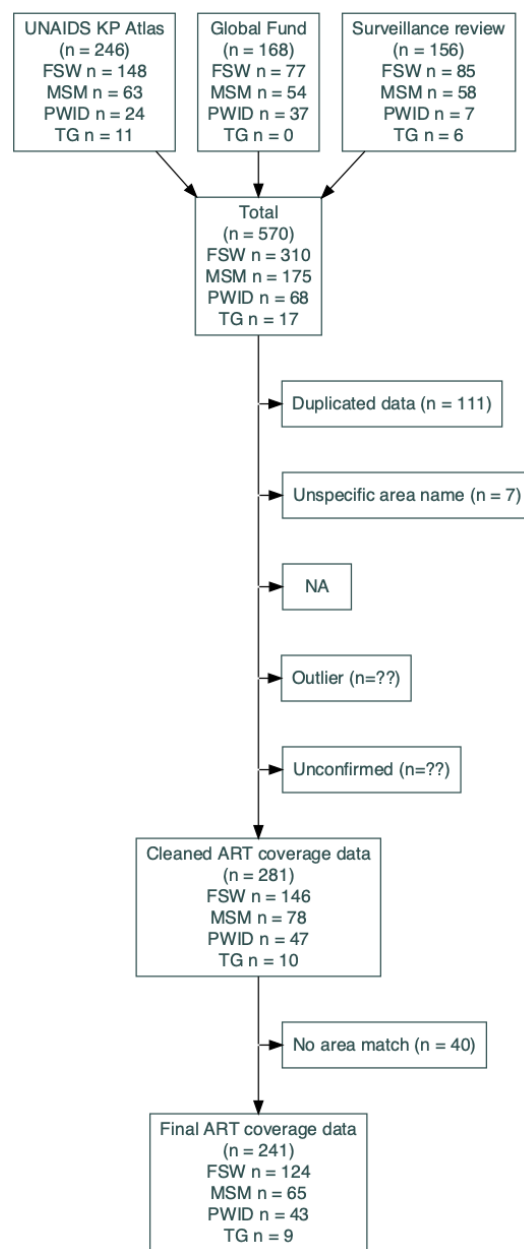 UNAIDS KP Atlas
(n = 246)
FSW n = 148
MSM n = 63
PWID n = 24
TG n = 11
Global Fund
(n = 168)
FSW n = 77
MSM n = 54
PWID n = 37
TG n = 0
Surveillance review
(n = 156)
FSW n = 85
MSM n = 58
PWID n = 7
TG n = 6
Total
(n = 570)
FSW n = 310
MSM n = 175
PWID n = 68
TG n = 17
Duplicated data (n = 111)
Unspecific area name (n = 7)
NA
Outlier (n=??)
Unconfirmed (n=??)
Cleaned ART coverage data
(n = 281)
FSW n = 146
MSM n = 78
PWID n = 47
TG n = 10
No area match (n = 40)
Final ART coverage data
(n = 241)
FSW n = 124
MSM n = 65
PWID n = 43
TG n = 9